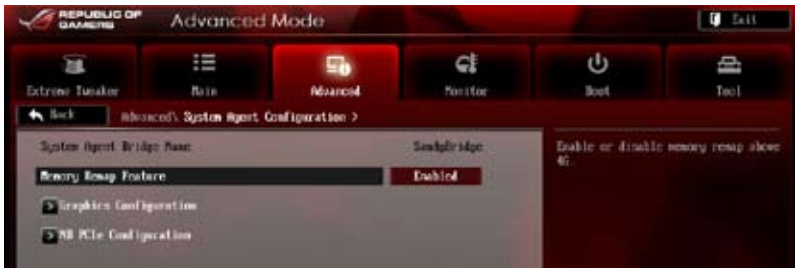 REPUBLIC OF
GAMERS
Advanced Mode
Exit
Extreme Tweaker
Main
Advanced
Monitor
Boot
Tool
Back
Advanced\ System Agent Configuration >
System Agent Bridge Name
SandyBridge
Enable or disable memory remap above
4G.
Memory Remap Feature
Enabled
> Graphics Configuration
> NB PCIe Configuration